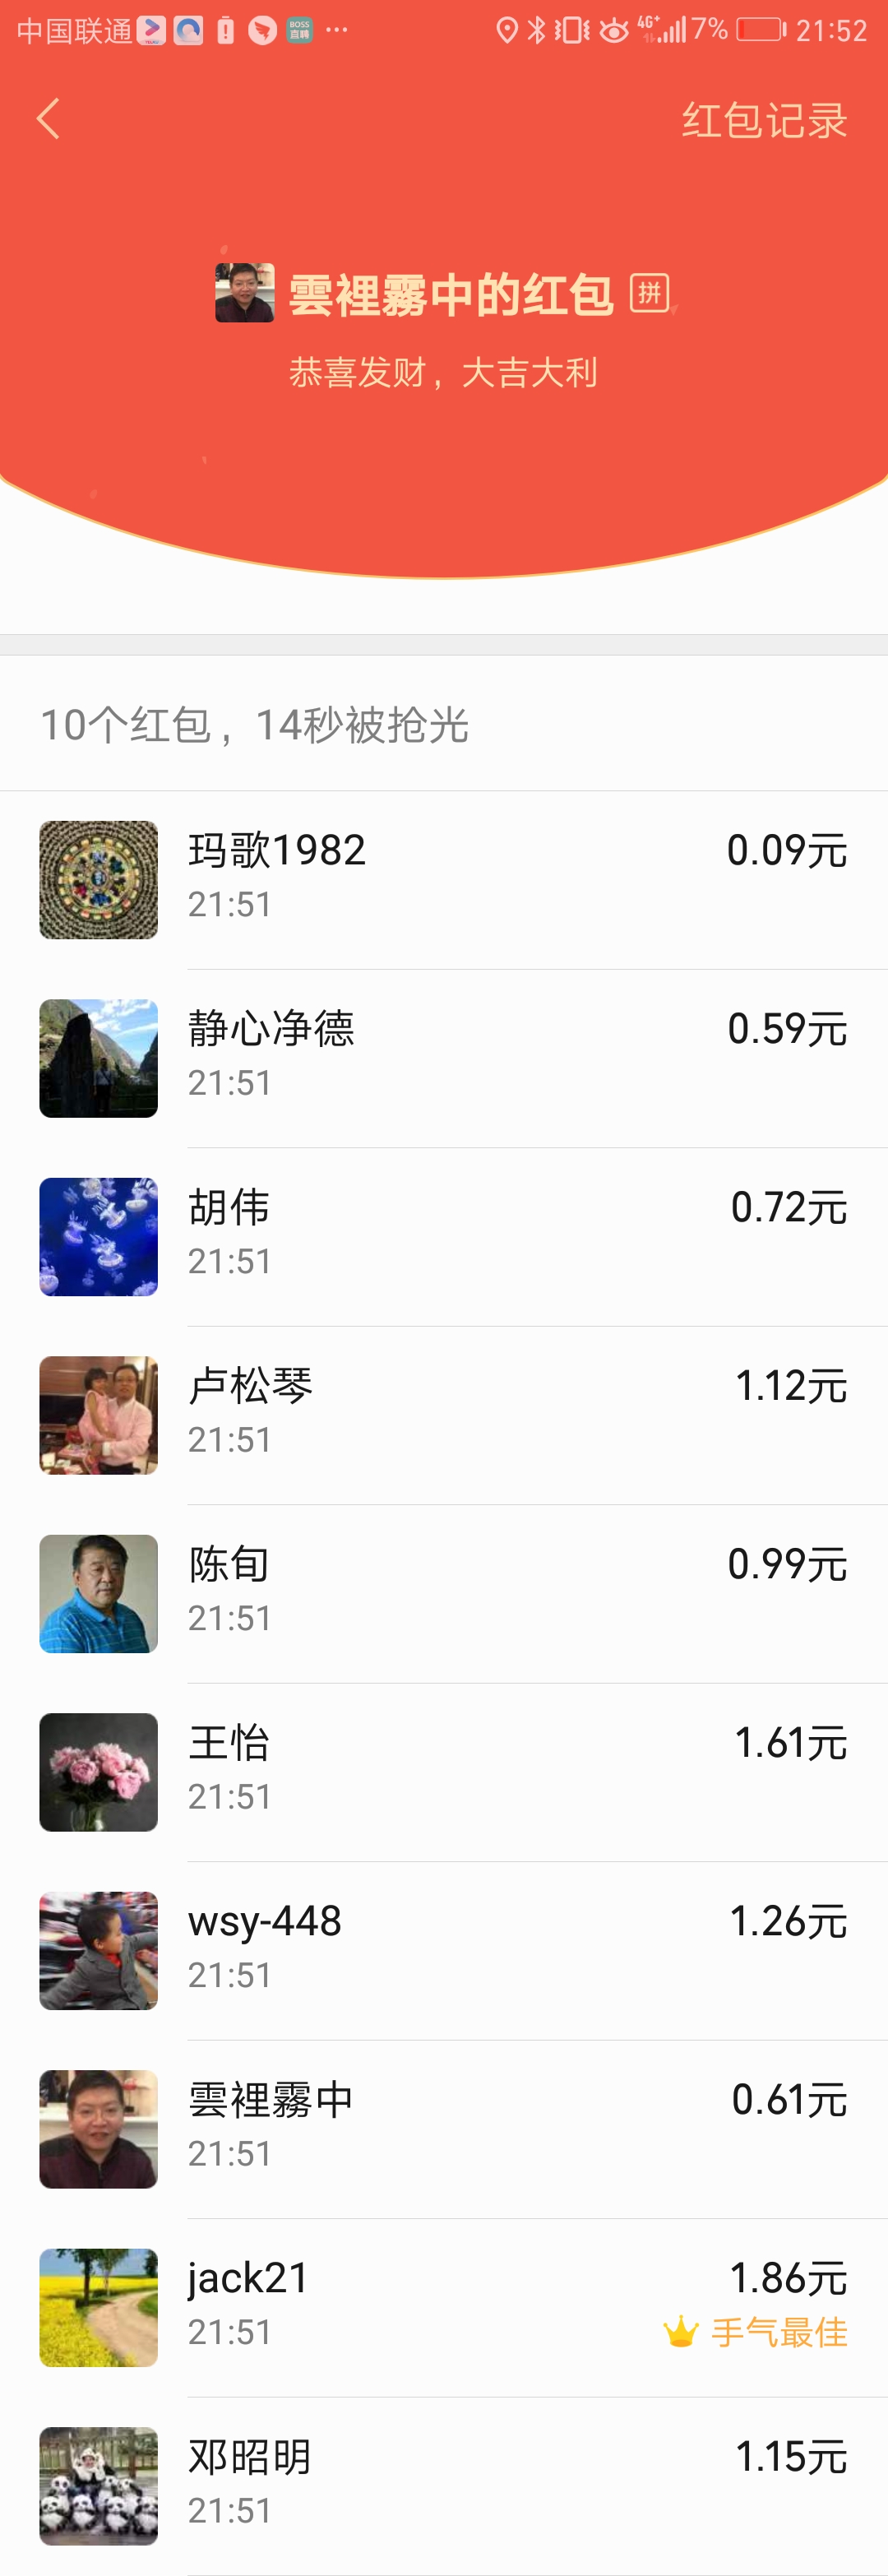 中国联通 BOSS直聘 ··· 4G+ 7% 21:52
红包记录
雲裡霧中的红包 拼
恭喜发财，大吉大利
10个红包，14秒被抢光
玛歌1982 0.09元
21:51
静心净德 0.59元
21:51
胡伟 0.72元
21:51
卢松琴 1.12元
21:51
陈旬 0.99元
21:51
王怡 1.61元
21:51
wsy-448 1.26元
21:51
雲裡霧中 0.61元
21:51
jack21 1.86元
21:51 手气最佳
邓昭明 1.15元
21:51